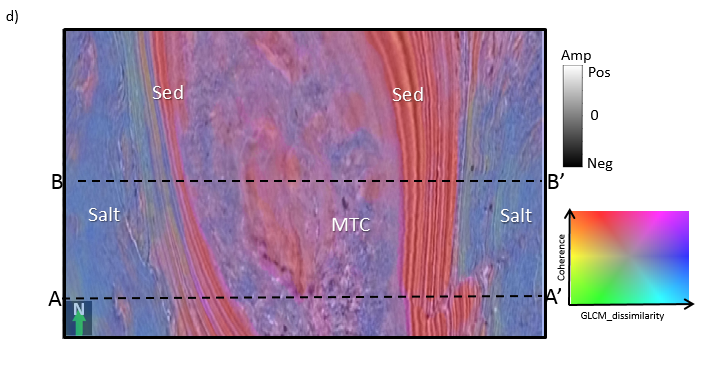 d)
Amp
Pos
0
Neg
Sed
Sed
B
B’
Salt
MTC
Salt
A
A’
N
Coherence
GLCM_dissimilarity